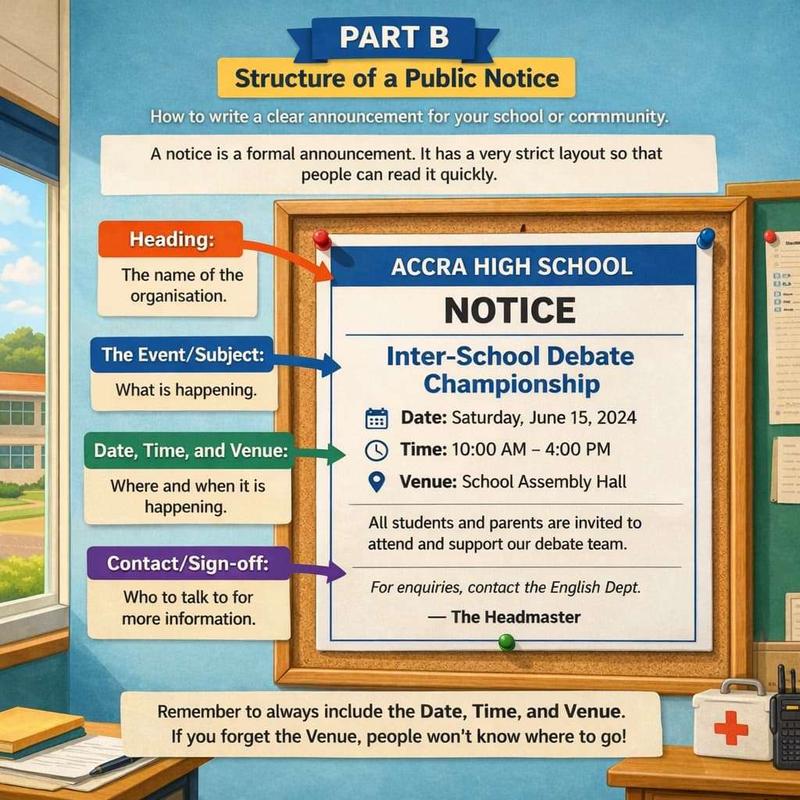 PART B
Structure of a Public Notice
How to write a clear announcement for your school or community.
A notice is a formal announcement. It has a very strict layout so that
people can read it quickly.
Heading:
The name of the
organisation.
The Event/Subject:
What is happening.
Date, Time, and Venue:
Where and when it is
happening.
Contact/Sign-off:
Who to talk to for
more information.
ACCRA HIGH SCHOOL
NOTICE
Inter-School Debate
Championship
Date: Saturday, June 15, 2024
Time: 10:00 AM – 4:00 PM
Venue: School Assembly Hall
All students and parents are invited to
attend and support our debate team.
For enquiries, contact the English Dept.
— The Headmaster
Remember to always include the Date, Time, and Venue.
If you forget the Venue, people won't know where to go!